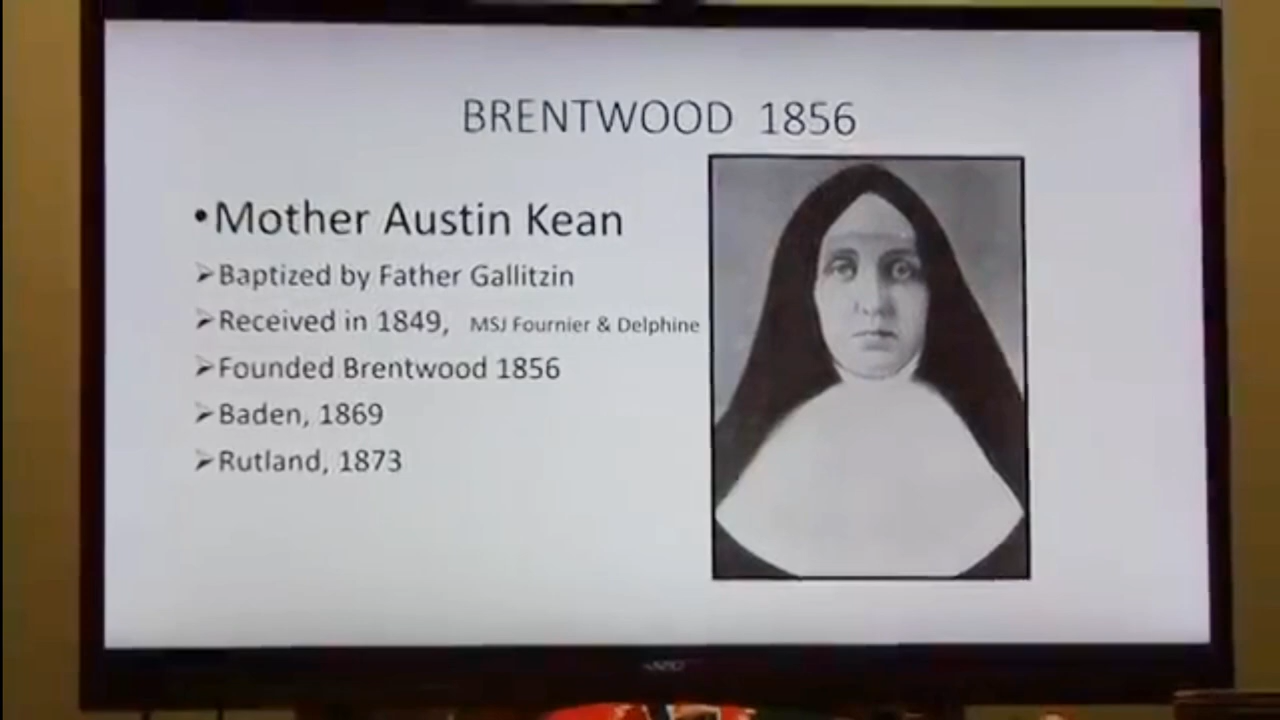 BRENTWOOD 1856
•Mother Austin Kean
➢Baptized by Father Gallitzin
➢Received in 1849, MSJ Fournier & Delphine
➢Founded Brentwood 1856
➢Baden, 1869
➢Rutland, 1873